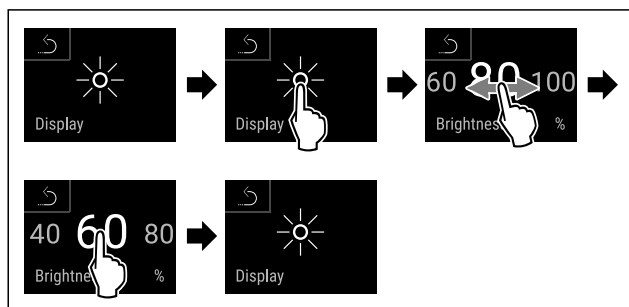 Display
Display
60 80 100
Brightnes %
40 60 80
Brightne %
Display